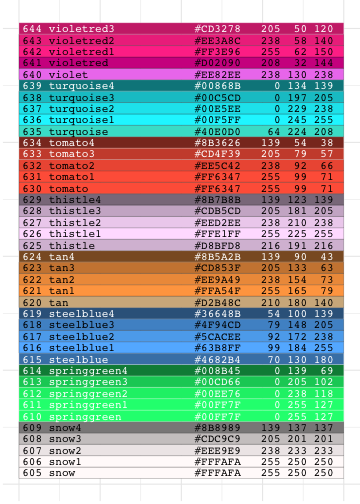 644 violetred3 #CD3278 205 50 120
643 violetred2 #EE3A8C 238 58 140
642 violetred1 #FF3E96 255 62 150
641 violetred #D02090 208 32 144
640 violet #EE82EE 238 130 238
639 turquoise4 #00868B 0 134 139
638 turquoise3 #00C5CD 0 197 205
637 turquoise2 #00E5EE 0 229 238
636 turquoise1 #00F5FF 0 245 255
635 turquoise #40E0D0 64 224 208
634 tomato4 #8B3626 139 54 38
633 tomato3 #CD4F39 205 79 57
632 tomato2 #EE5C42 238 92 66
631 tomato1 #FF6347 255 99 71
630 tomato #FF6347 255 99 71
629 thistle4 #8B7B8B 139 123 139
628 thistle3 #CDB5CD 205 181 205
627 thistle2 #EED2EE 238 210 238
626 thistle1 #FFE1FF 255 225 255
625 thistle #D8BFD8 216 191 216
624 tan4 #8B5A2B 139 90 43
623 tan3 #CD853F 205 133 63
622 tan2 #EE9A49 238 154 73
621 tan1 #FFA54F 255 165 79
620 tan #D2B48C 210 180 140
619 steelblue4 #36648B 54 100 139
618 steelblue3 #4F94CD 79 148 205
617 steelblue2 #5CACEE 92 172 238
616 steelblue1 #63B8FF 99 184 255
615 steelblue #4682B4 70 130 180
614 springgreen4 #008B45 0 139 69
613 springgreen3 #00CD66 0 205 102
612 springgreen2 #00EE76 0 238 118
611 springgreen1 #00FF7F 0 255 127
610 springgreen #00FF7F 0 255 127
609 snow4 #8B8989 139 137 137
608 snow3 #CDC9C9 205 201 201
607 snow2 #EEE9E9 238 233 233
606 snow1 #FFFAFA 255 250 250
605 snow #FFFAFA 255 250 250